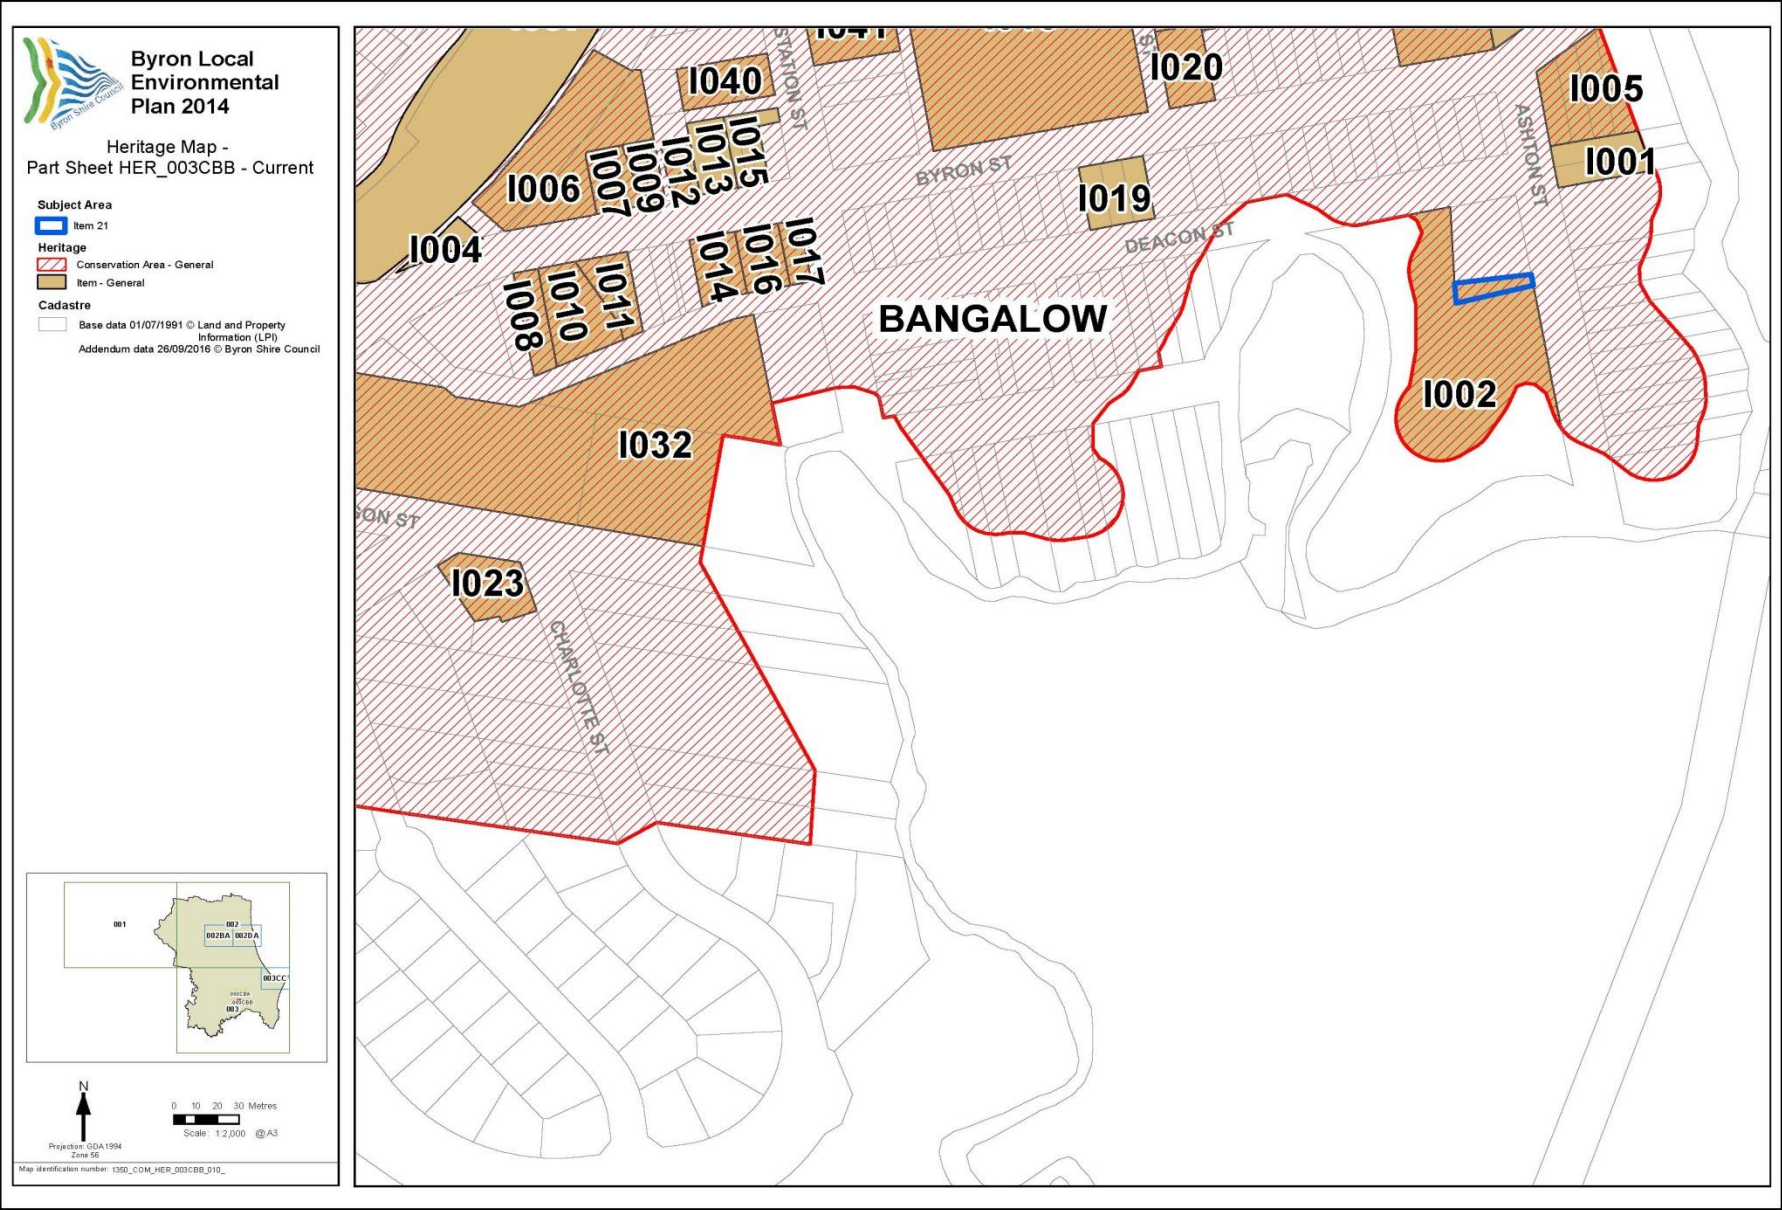 Byron Shire Council
Byron Local
Environmental
Plan 2014
Heritage Map -
Part Sheet HER_003CBB - Current
Subject Area
Item 21
Heritage
Conservation Area - General
Item - General
Cadastre
Base data 01/07/1991 © Land and Property
Information (LPI)
Addendum data 26/09/2016 © Byron Shire Council
001
002
002BA
002DA
003CC
003CBA
003CBB
003
N
0 10 20 30 Metres
Scale: 1:2,000 @A3
Projection: GDA 1994
Zone 56
Map identification number: 1350_COM_HER_003CBB_010_
I041
STATION ST
I040
ST
I020
I005
ASHTON ST
I001
I006
I007
I009
I012
I013
I015
BYRON ST
I019
DEACON ST
I004
I008
I010
I011
I014
I016
I017
BANGALOW
I002
I032
SON ST
I023
CHARLOTTE ST